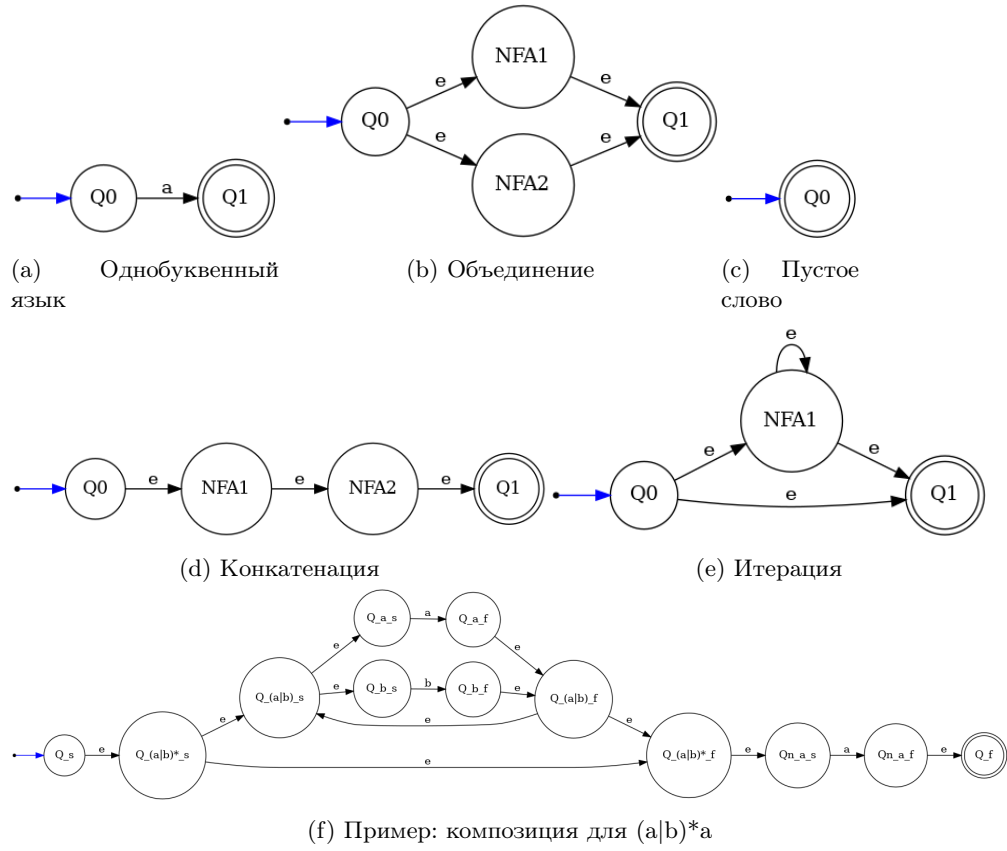 NFA1
e
e
Q0
Q1
e
e
NFA2
Q0
a
Q1
Q0
(a) Однобуквенный
язык
(b) Объединение
(c) Пустое
слово
e
NFA1
e
e
Q0
e
NFA1
e
NFA2
e
Q1
Q0
e
Q1
(d) Конкатенация
(e) Итерация
Q_a_s
a
Q_a_f
e
e
Q_(a|b)_s
e
Q_b_s
b
Q_b_f
e
Q_(a|b)_f
e
e
e
Q_s
e
Q_(a|b)*_s
e
Q_(a|b)*_f
e
Qn_a_s
a
Qn_a_f
e
Q_f
(f) Пример: композиция для (a|b)*a